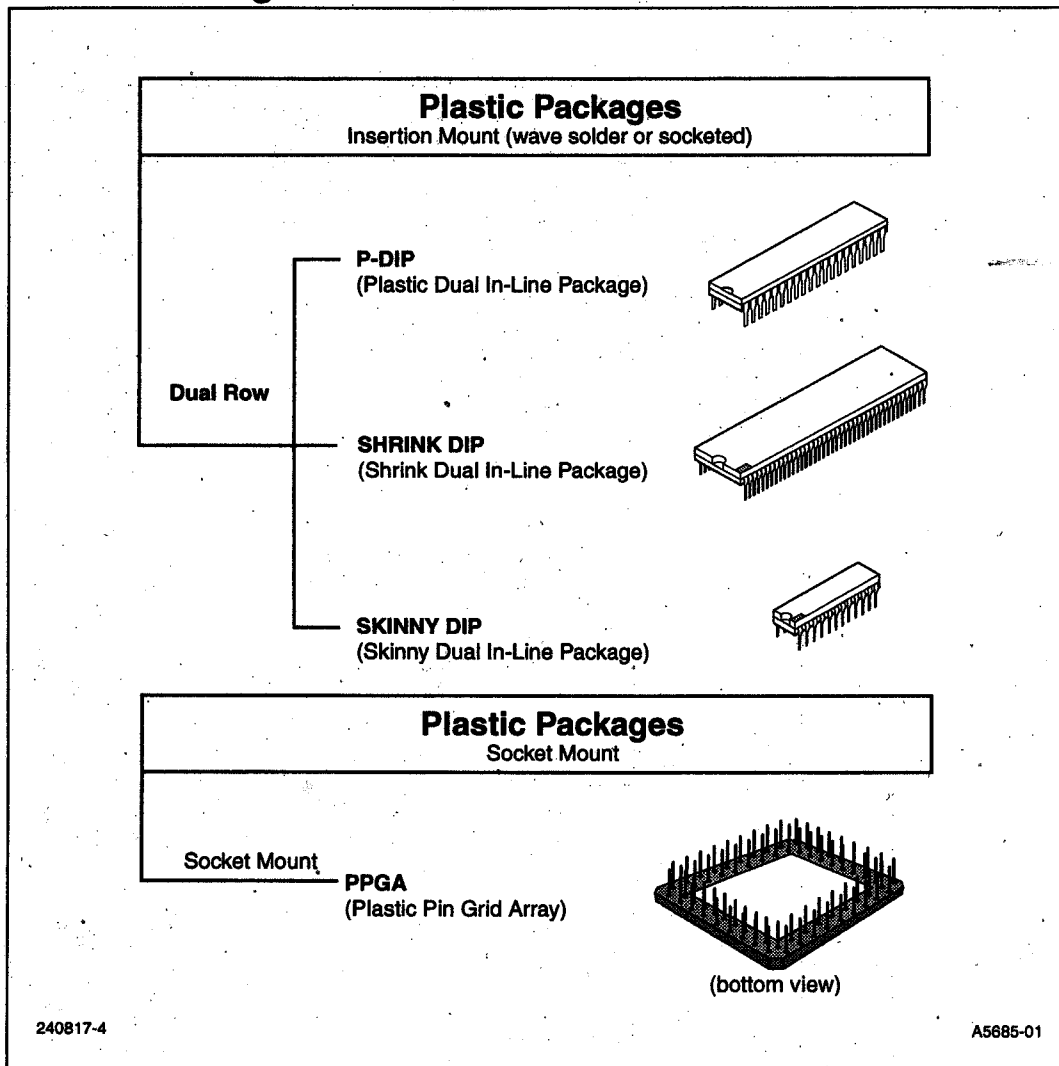 Plastic Packages
Insertion Mount (wave solder or socketed)
P-DIP
(Plastic Dual In-Line Package)
Dual Row
SHRINK DIP
(Shrink Dual In-Line Package)
SKINNY DIP
(Skinny Dual In-Line Package)
Plastic Packages
Socket Mount
Socket Mount
PPGA
(Plastic Pin Grid Array)
(bottom view)
240817-4
A5685-01